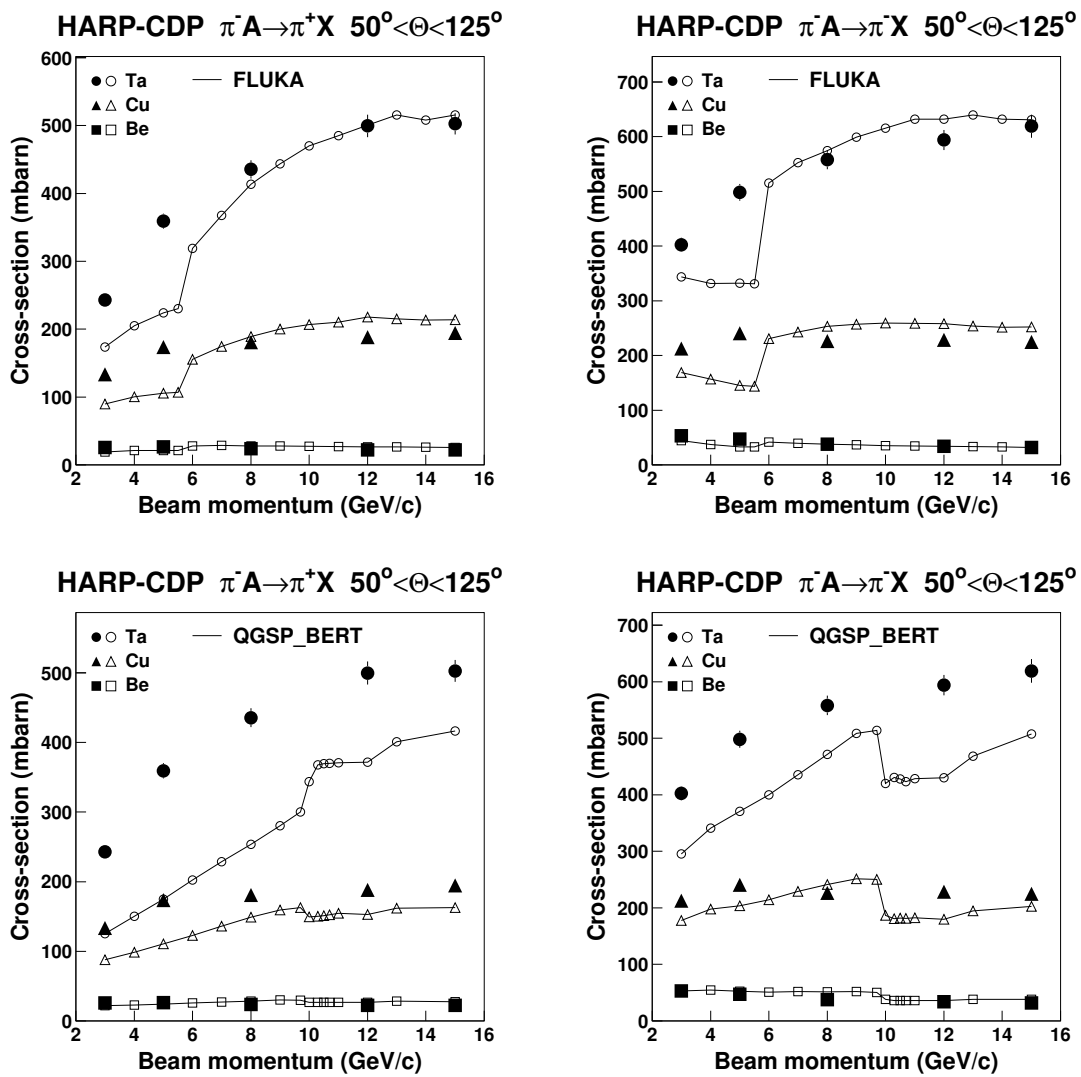 HARP-CDP π⁻A→π⁺X 50°<Θ<125°
600
500
400
300
200
100
0
Cross-section (mbarn)
● ○ Ta
▲ △ Cu
■ □ Be
— FLUKA
2 4 6 8 10 12 14 16
Beam momentum (GeV/c)
HARP-CDP π⁻A→π⁻X 50°<Θ<125°
700
600
500
400
300
200
100
0
Cross-section (mbarn)
● ○ Ta
▲ △ Cu
■ □ Be
— FLUKA
2 4 6 8 10 12 14 16
Beam momentum (GeV/c)
HARP-CDP π⁻A→π⁺X 50°<Θ<125°
500
400
300
200
100
0
Cross-section (mbarn)
● ○ Ta
▲ △ Cu
■ □ Be
— QGSP_BERT
2 4 6 8 10 12 14 16
Beam momentum (GeV/c)
HARP-CDP π⁻A→π⁻X 50°<Θ<125°
700
600
500
400
300
200
100
0
Cross-section (mbarn)
● ○ Ta
▲ △ Cu
■ □ Be
— QGSP_BERT
2 4 6 8 10 12 14 16
Beam momentum (GeV/c)